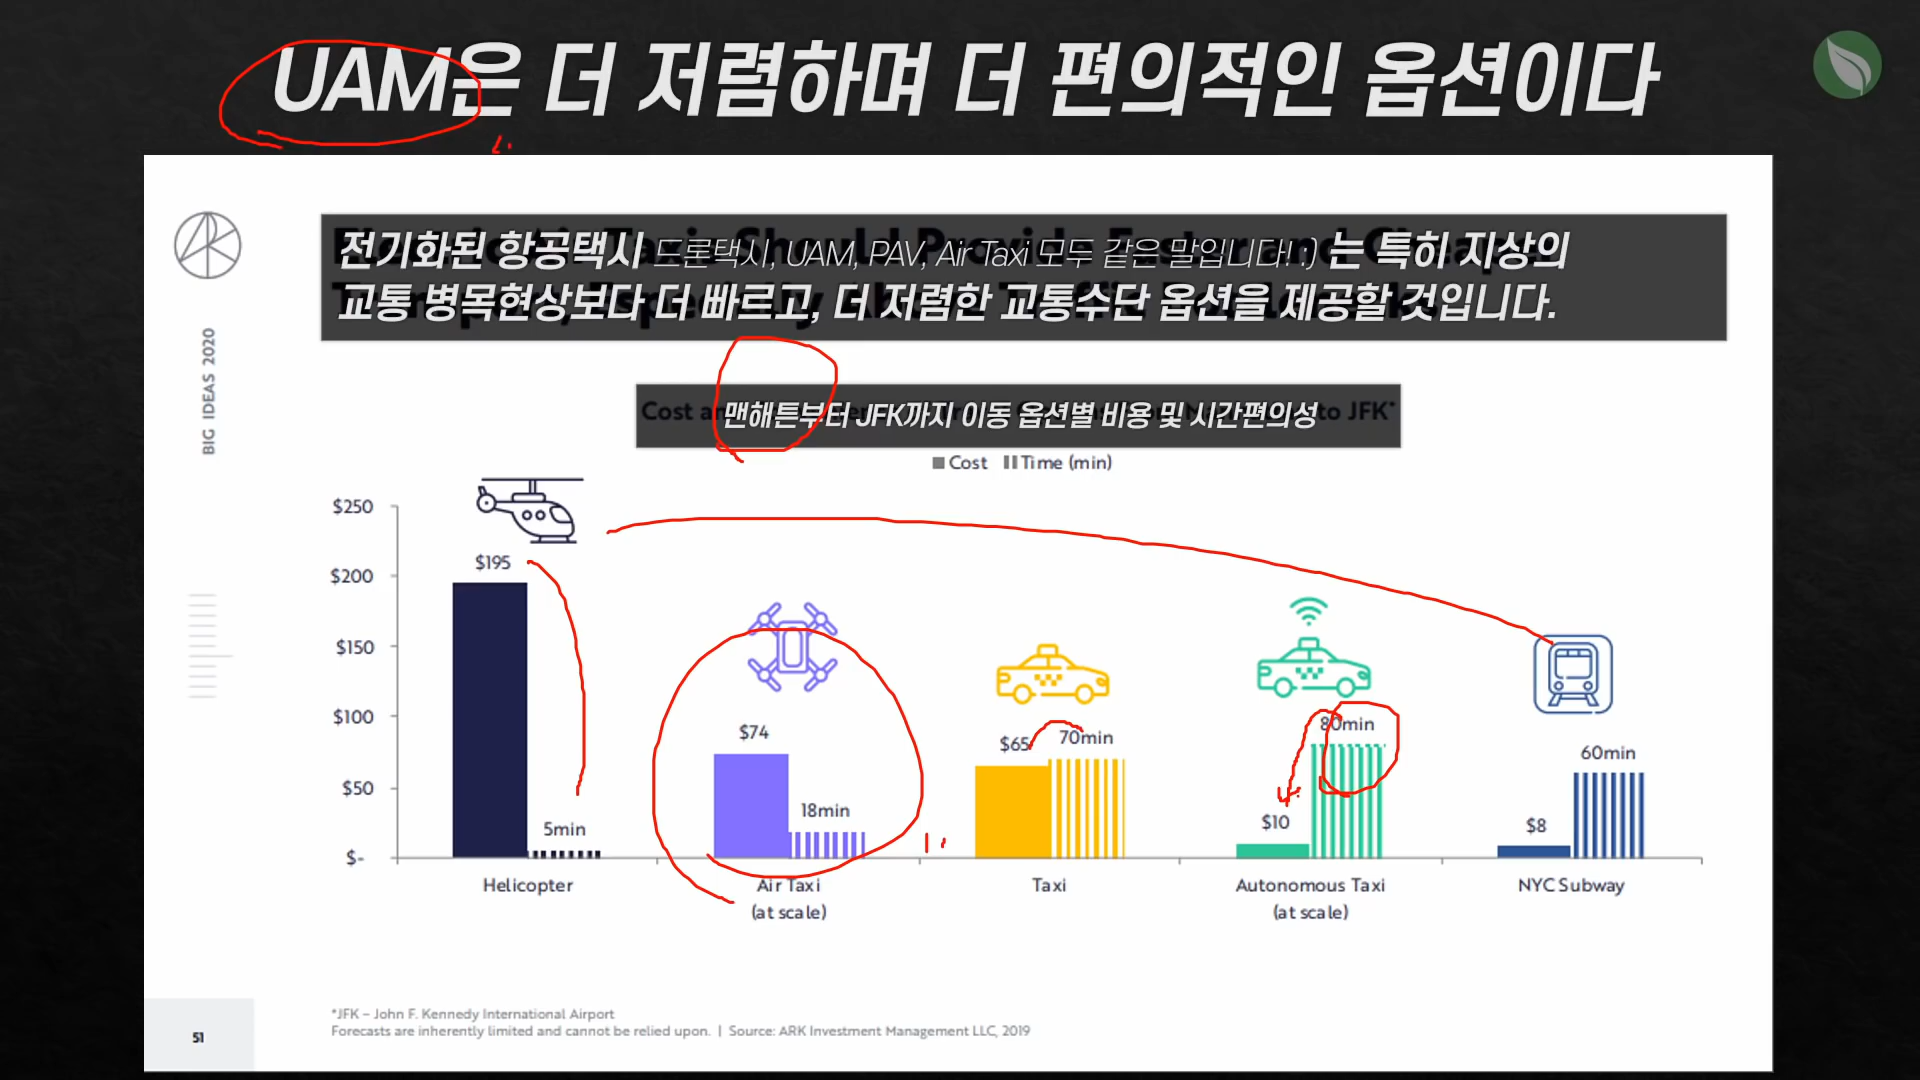 UAM은 더 저렴하며 더 편의적인 옵션이다
전기화된 항공택시 드론택시, UAM, PAV, Air Taxi 모두 같은 말입니다! :) 는 특히 지상의
교통 병목현상보다 더 빠르고, 더 저렴한 교통수단 옵션을 제공할 것입니다.
BIG IDEAS 2020
Cost 맨해튼부터 JFK까지 이동 옵션별 비용 및 시간편의성 to JFK*
Cost Time (min)
$250
$200
$150
$100
$50
$-
$195
5min
$74
18min
$65
70min
$10
80min
$8
60min
Helicopter
Air Taxi
(at scale)
Taxi
Autonomous Taxi
(at scale)
NYC Subway
*JFK – John F. Kennedy International Airport
Forecasts are inherently limited and cannot be relied upon. | Source: ARK Investment Management LLC, 2019
51